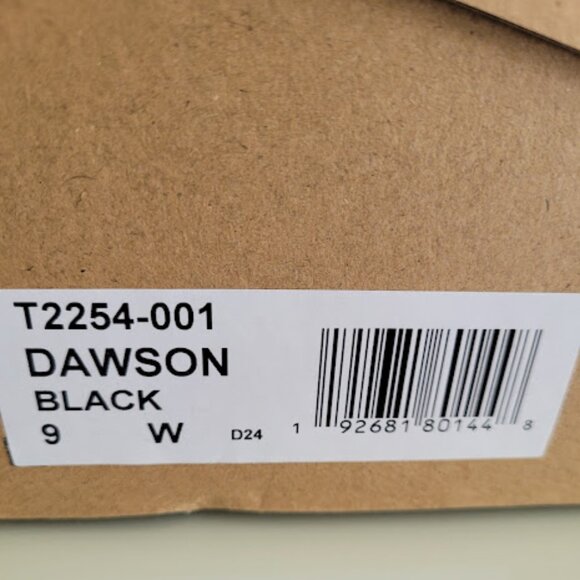 T2254-001
DAWSON
BLACK
9 W D24
1 92681 80144 8